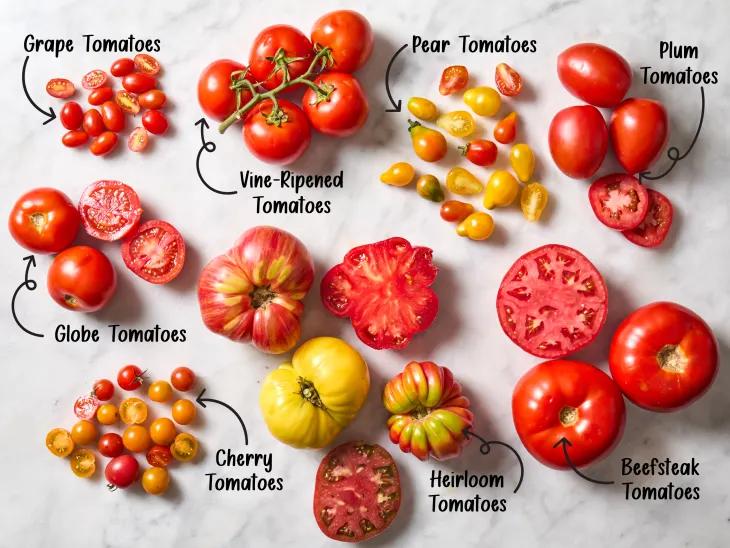 Grape Tomatoes
Pear Tomatoes
Plum
Tomatoes
Vine-Ripened
Tomatoes
Globe Tomatoes
Cherry
Tomatoes
Heirloom
Tomatoes
Beefsteak
Tomatoes